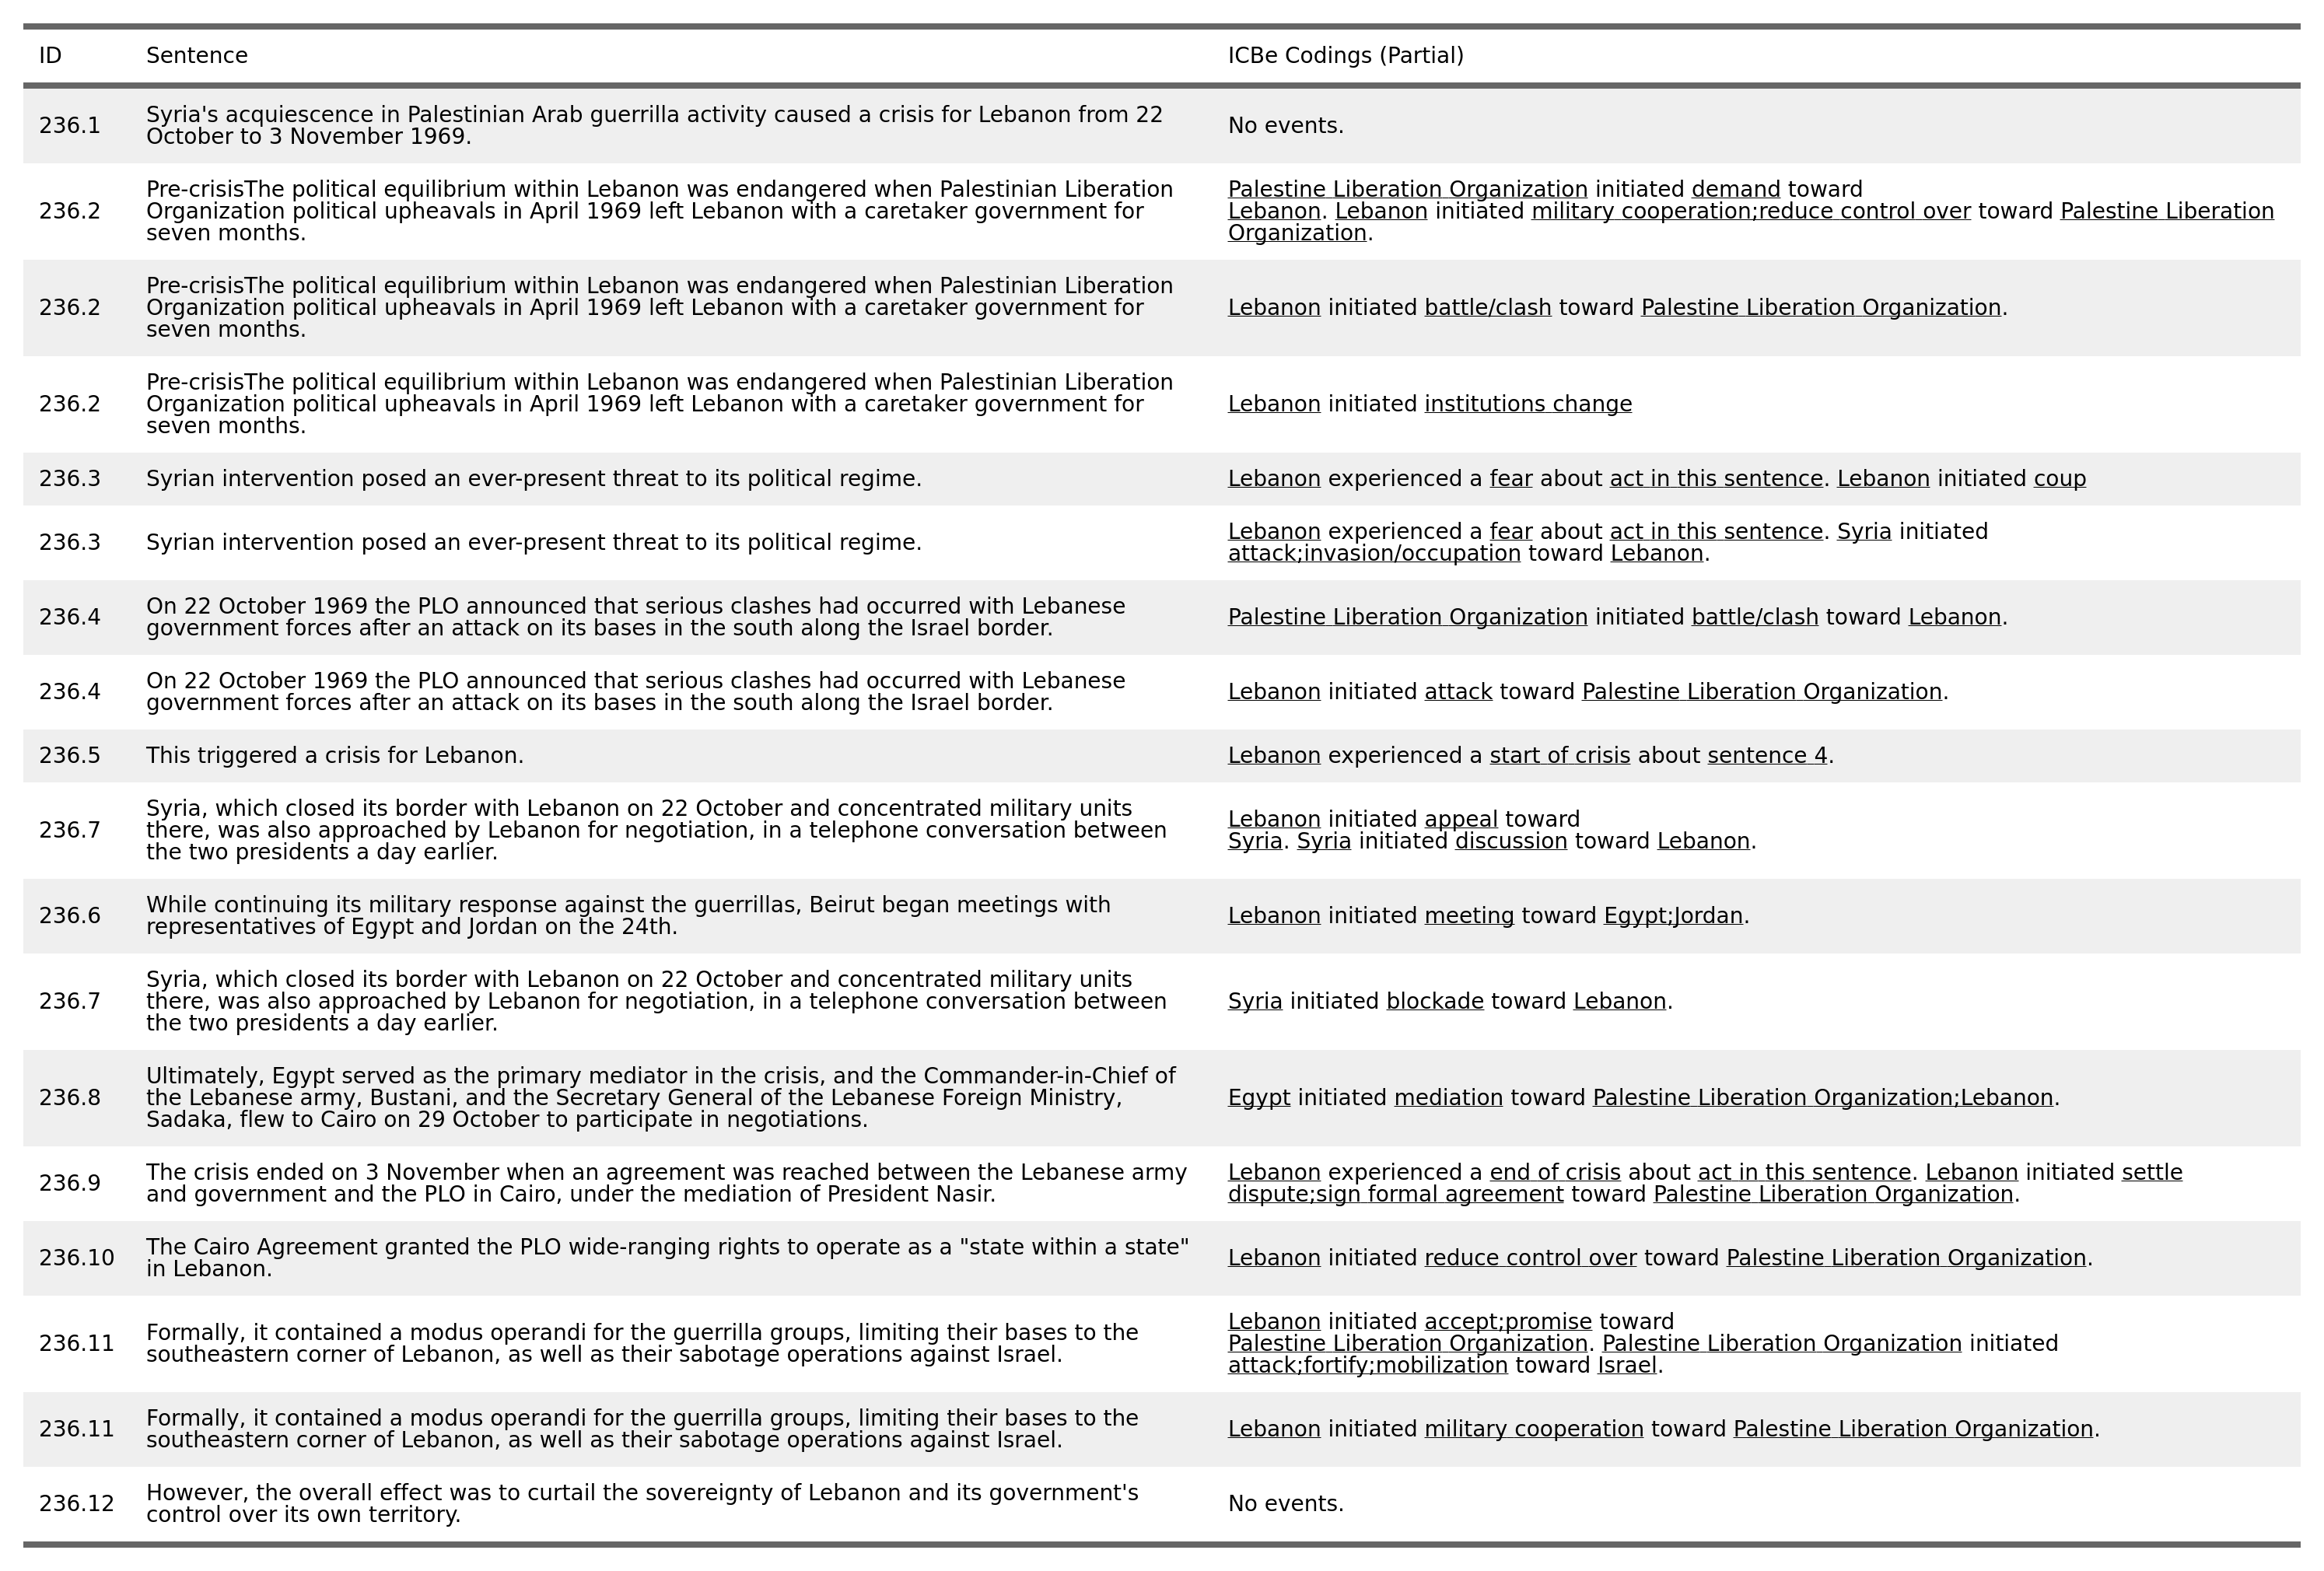 ID Sentence ICBe Codings (Partial)
236.1 Syria's acquiescence in Palestinian Arab guerrilla activity caused a crisis for Lebanon from 22
October to 3 November 1969.
No events.
236.2 Pre-crisisThe political equilibrium within Lebanon was endangered when Palestinian Liberation
Organization political upheavals in April 1969 left Lebanon with a caretaker government for
seven months.
Palestine Liberation Organization initiated demand toward
Lebanon. Lebanon initiated military cooperation;reduce control over toward Palestine Liberation
Organization.
236.2 Pre-crisisThe political equilibrium within Lebanon was endangered when Palestinian Liberation
Organization political upheavals in April 1969 left Lebanon with a caretaker government for
seven months.
Lebanon initiated battle/clash toward Palestine Liberation Organization.
236.2 Pre-crisisThe political equilibrium within Lebanon was endangered when Palestinian Liberation
Organization political upheavals in April 1969 left Lebanon with a caretaker government for
seven months.
Lebanon initiated institutions change
236.3 Syrian intervention posed an ever-present threat to its political regime.
Lebanon experienced a fear about act in this sentence. Lebanon initiated coup
236.3 Syrian intervention posed an ever-present threat to its political regime.
Lebanon experienced a fear about act in this sentence. Syria initiated
attack;invasion/occupation toward Lebanon.
236.4 On 22 October 1969 the PLO announced that serious clashes had occurred with Lebanese
government forces after an attack on its bases in the south along the Israel border.
Palestine Liberation Organization initiated battle/clash toward Lebanon.
236.4 On 22 October 1969 the PLO announced that serious clashes had occurred with Lebanese
government forces after an attack on its bases in the south along the Israel border.
Lebanon initiated attack toward Palestine Liberation Organization.
236.5 This triggered a crisis for Lebanon.
Lebanon experienced a start of crisis about sentence 4.
236.7 Syria, which closed its border with Lebanon on 22 October and concentrated military units
there, was also approached by Lebanon for negotiation, in a telephone conversation between
the two presidents a day earlier.
Lebanon initiated appeal toward
Syria. Syria initiated discussion toward Lebanon.
236.6 While continuing its military response against the guerrillas, Beirut began meetings with
representatives of Egypt and Jordan on the 24th.
Lebanon initiated meeting toward Egypt;Jordan.
236.7 Syria, which closed its border with Lebanon on 22 October and concentrated military units
there, was also approached by Lebanon for negotiation, in a telephone conversation between
the two presidents a day earlier.
Syria initiated blockade toward Lebanon.
236.8 Ultimately, Egypt served as the primary mediator in the crisis, and the Commander-in-Chief of
the Lebanese army, Bustani, and the Secretary General of the Lebanese Foreign Ministry,
Sadaka, flew to Cairo on 29 October to participate in negotiations.
Egypt initiated mediation toward Palestine Liberation Organization;Lebanon.
236.9 The crisis ended on 3 November when an agreement was reached between the Lebanese army
and government and the PLO in Cairo, under the mediation of President Nasir.
Lebanon experienced a end of crisis about act in this sentence. Lebanon initiated settle
dispute;sign formal agreement toward Palestine Liberation Organization.
236.10 The Cairo Agreement granted the PLO wide-ranging rights to operate as a "state within a state"
in Lebanon.
Lebanon initiated reduce control over toward Palestine Liberation Organization.
236.11 Formally, it contained a modus operandi for the guerrilla groups, limiting their bases to the
southeastern corner of Lebanon, as well as their sabotage operations against Israel.
Lebanon initiated accept;promise toward
Palestine Liberation Organization. Palestine Liberation Organization initiated
attack;fortify;mobilization toward Israel.
236.11 Formally, it contained a modus operandi for the guerrilla groups, limiting their bases to the
southeastern corner of Lebanon, as well as their sabotage operations against Israel.
Lebanon initiated military cooperation toward Palestine Liberation Organization.
236.12 However, the overall effect was to curtail the sovereignty of Lebanon and its government's
control over its own territory.
No events.